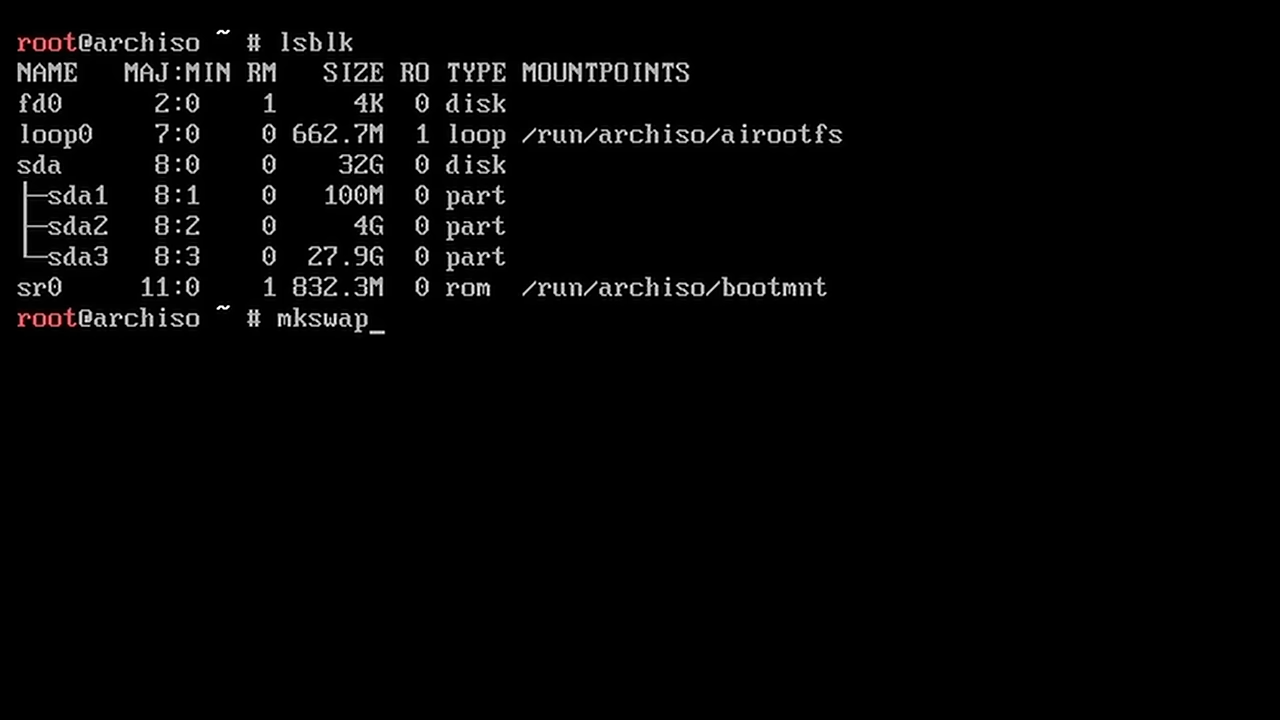 root@archiso ~ # lsblk
NAME   MAJ:MIN RM   SIZE RO TYPE MOUNTPOINTS
fd0      2:0    1     4K  0 disk
loop0    7:0    0 662.7M  1 loop /run/archiso/airootfs
sda      8:0    0    32G  0 disk
├─sda1   8:1    0   100M  0 part
├─sda2   8:2    0     4G  0 part
└─sda3   8:3    0  27.9G  0 part
sr0     11:0    1 832.3M  0 rom  /run/archiso/bootmnt
root@archiso ~ # mkswap_